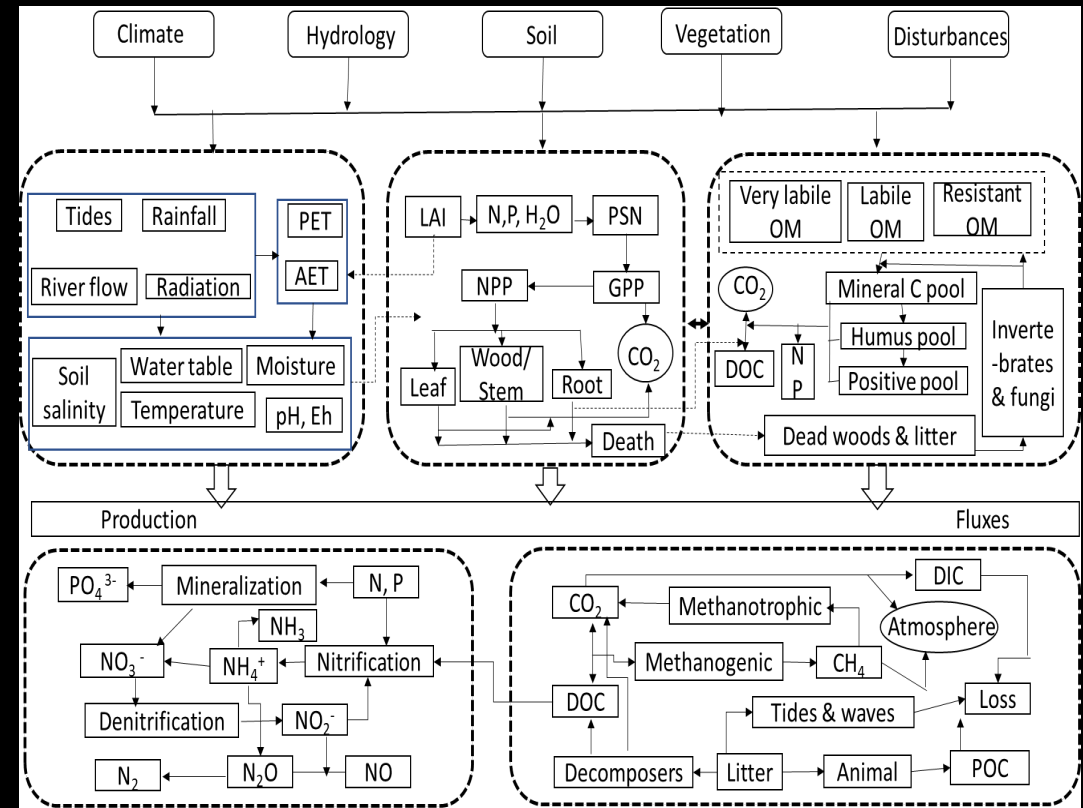 Climate
Hydrology
Soil
Vegetation
Disturbances
Tides
Rainfall
River flow
Radiation
PET
AET
Soil
salinity
Water table
Moisture
Temperature
pH, Eh
LAI
N,P, H₂O
PSN
NPP
GPP
CO₂
Leaf
Wood/
Stem
Root
Death
Very labile
OM
Labile
OM
Resistant
OM
CO₂
Mineral C pool
Humus pool
Positive pool
DOC
N
P
Inverte
-brates
& fungi
Dead woods & litter
Production
Fluxes
PO₄³⁻
Mineralization
N, P
NH₃
NO₃⁻
NH₄⁺
Nitrification
Denitrification
NO₂⁻
N₂
N₂O
NO
CO₂
Methanotrophic
DIC
Atmosphere
Methanogenic
CH₄
DOC
Tides & waves
Loss
Decomposers
Litter
Animal
POC